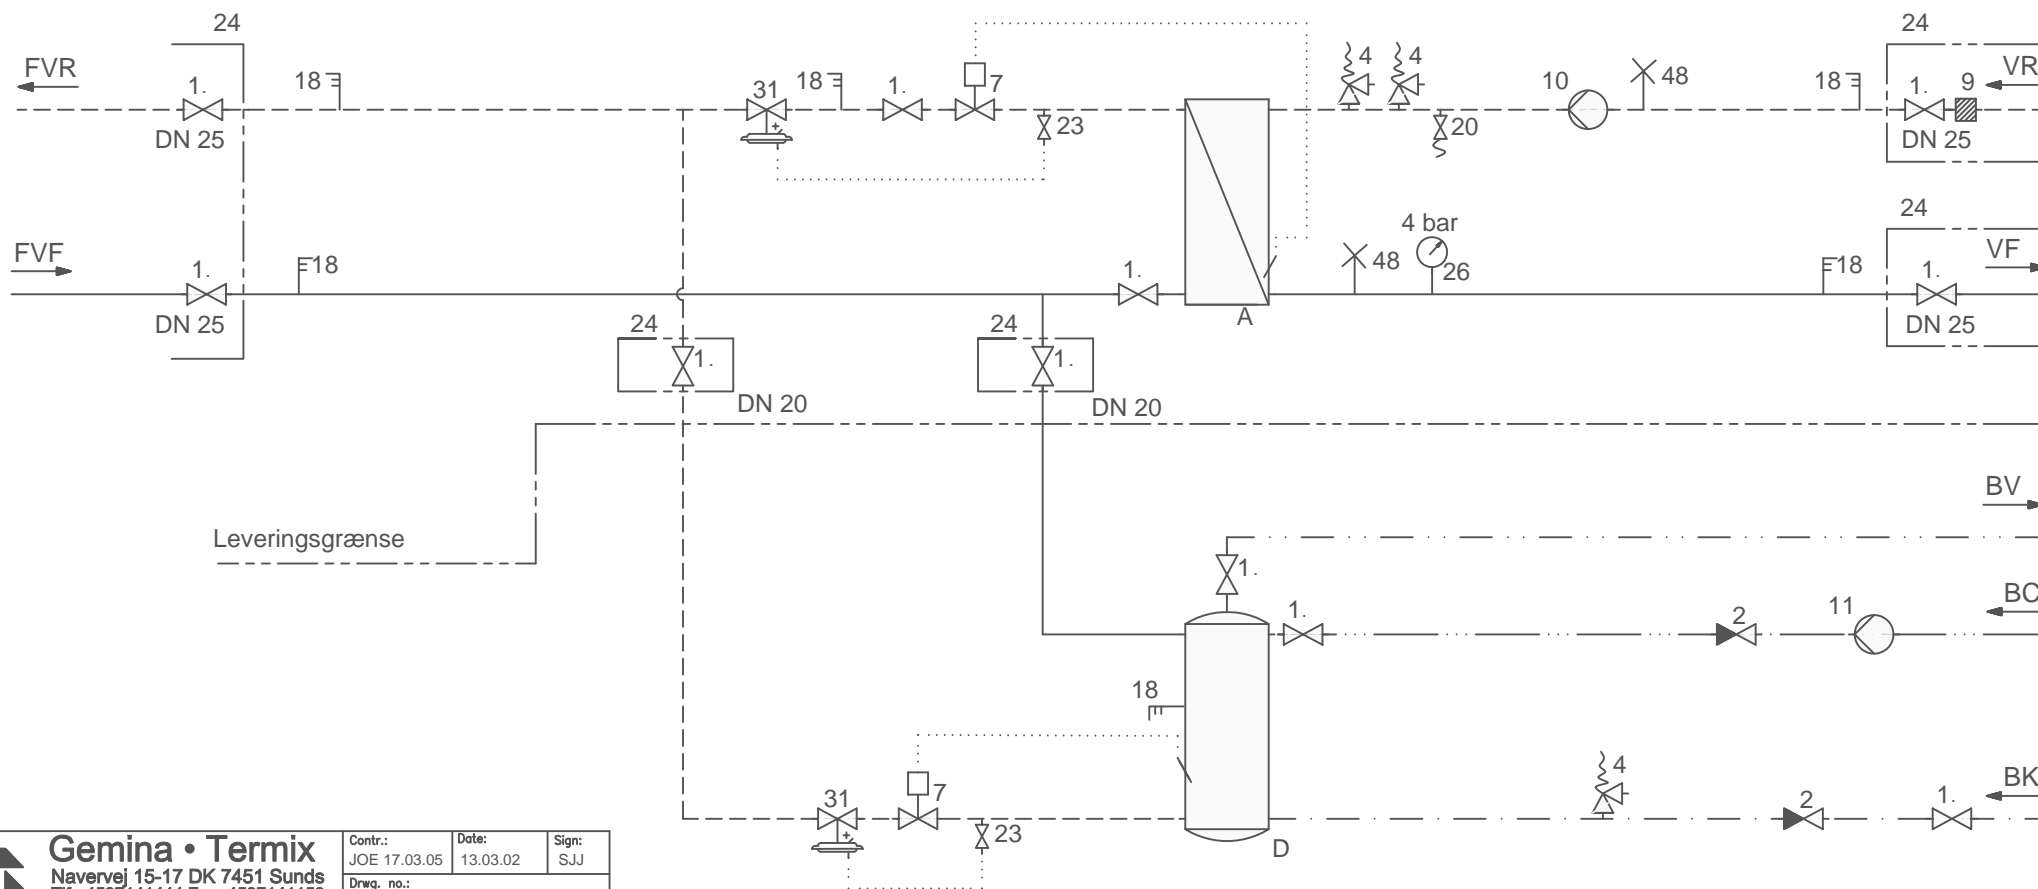 24
24
FVR
1.
18
31
18
1.
7
4
4
10
48
18
1.
9
VR
DN 25
23
20
DN 25
24
FVF
4 bar
VF
1.
18
1.
48
26
18
1.
DN 25
A
DN 25
24
24
1.
1.
DN 20
DN 20
BV
Leveringsgrænse
1.
1.
2
11
BC
18
4
BK
31
7
2
1.
23
D
Gemina • Termix
Navervej 15-17 DK 7451 Sunds
Contr.:
JOE 17.03.05
Date:
13.03.02
Sign:
SJJ
Drwg. no.: